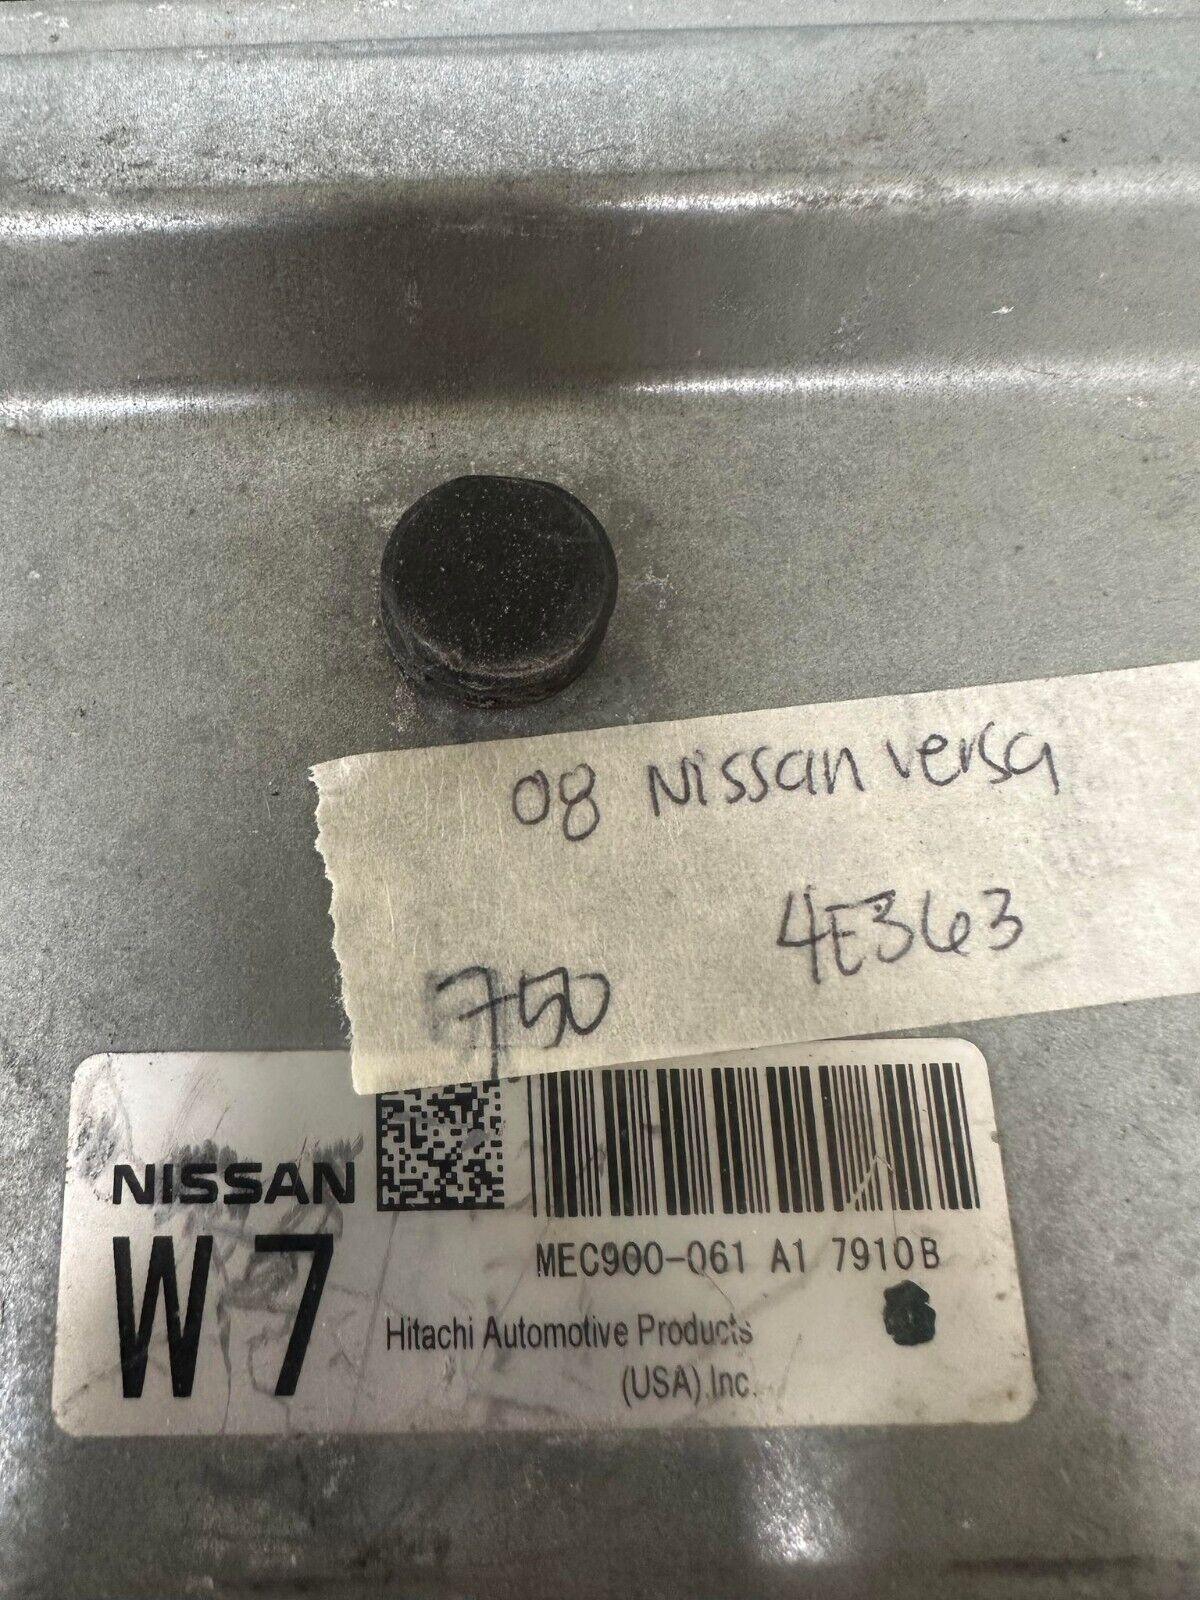 08 Nissan versa
4E363
750
NISSAN
W7
MEC900-061 A1 7910B
Hitachi Automotive Products
(USA) Inc.